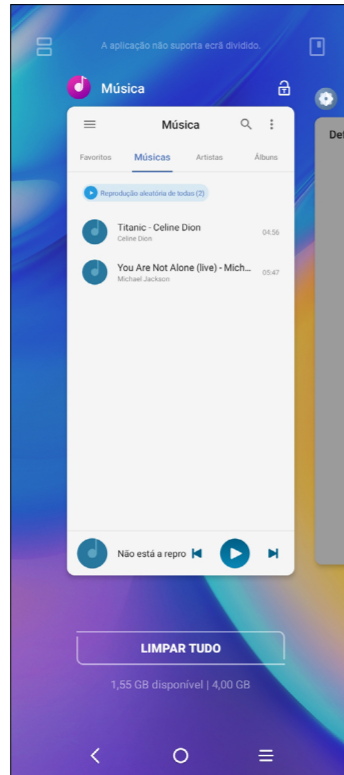 A aplicação não suporta ecrã dividido.
Música
Música
Favoritos Músicas Artistas Álbuns
Reprodução aleatória de todas (2)
Titanic - Celine Dion
Celine Dion
04:56
You Are Not Alone (live) - Mich...
Michael Jackson
05:47
Não está a repro
LIMPAR TUDO
1,55 GB disponível | 4,00 GB